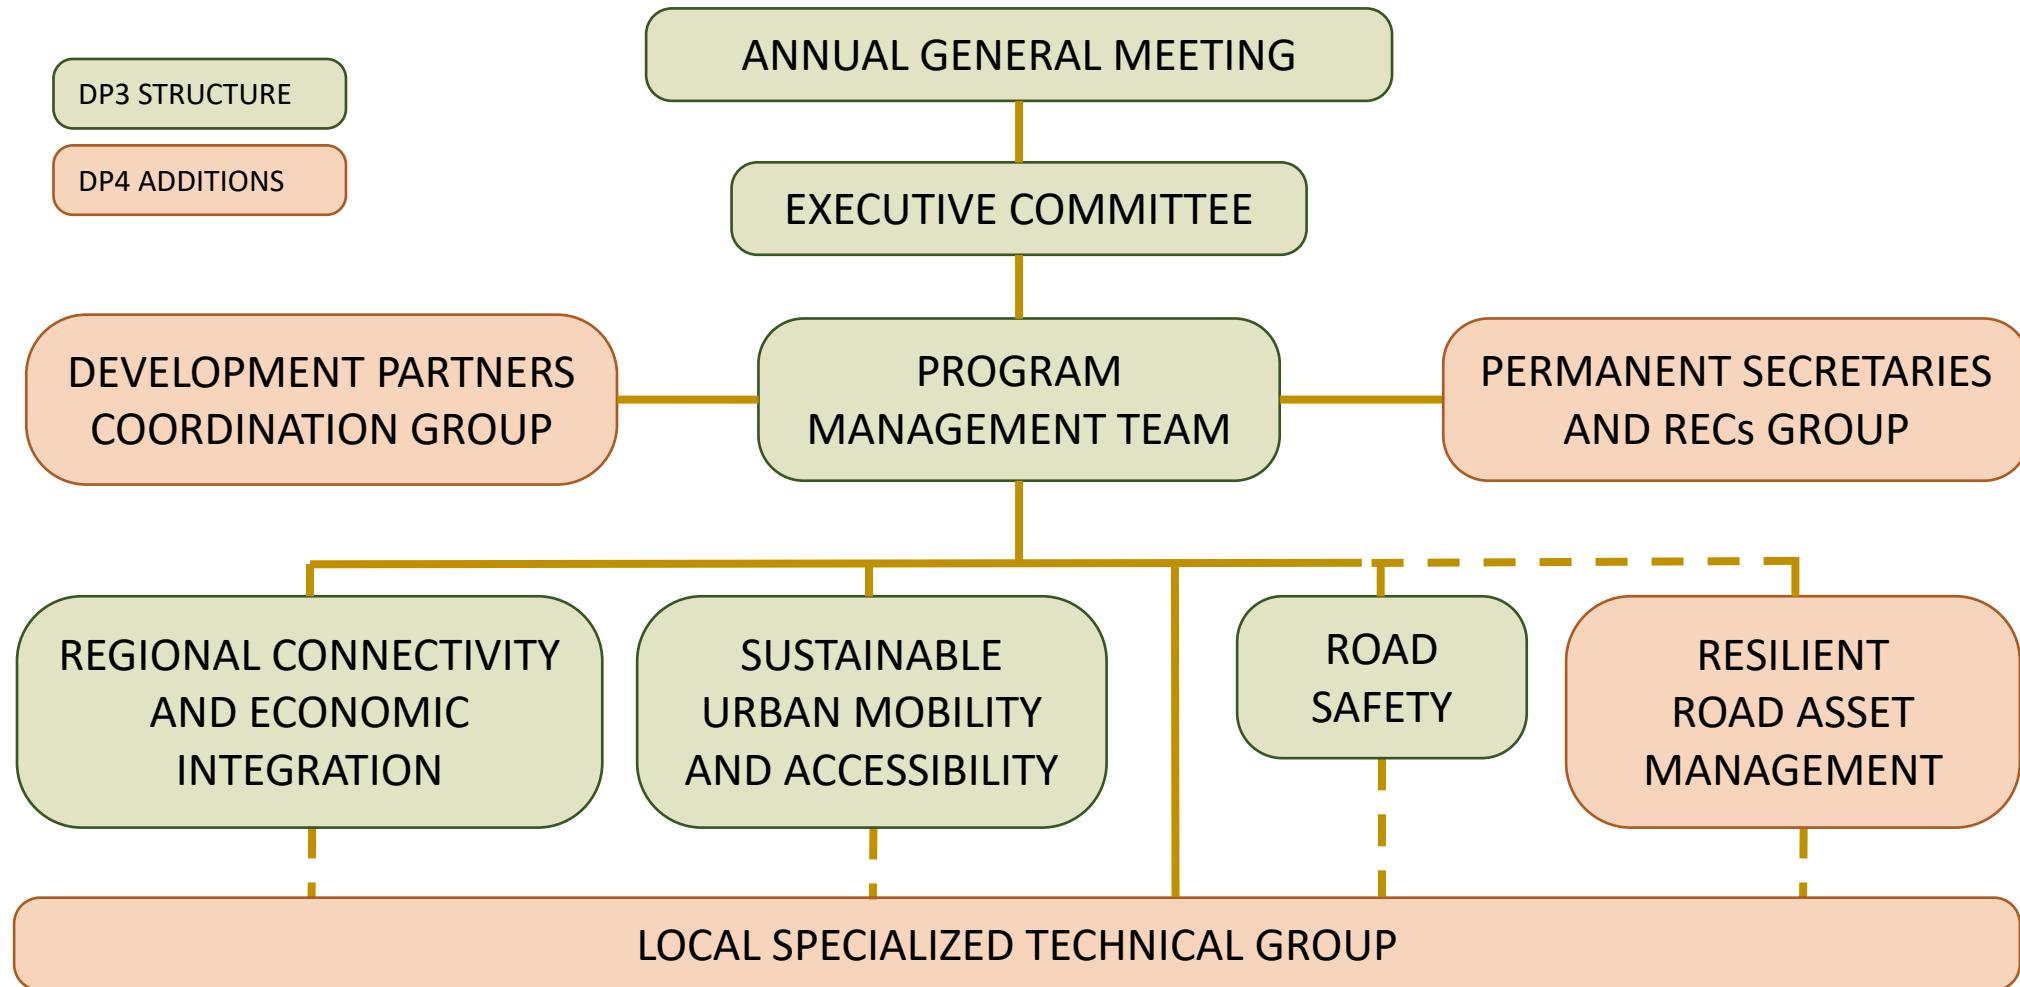 ANNUAL GENERAL MEETING
DP3 STRUCTURE
DP4 ADDITIONS
EXECUTIVE COMMITTEE
DEVELOPMENT PARTNERS
COORDINATION GROUP
PROGRAM
MANAGEMENT TEAM
PERMANENT SECRETARIES
AND RECs GROUP
REGIONAL CONNECTIVITY
AND ECONOMIC
INTEGRATION
SUSTAINABLE
URBAN MOBILITY
AND ACCESSIBILITY
ROAD
SAFETY
RESILIENT
ROAD ASSET
MANAGEMENT
LOCAL SPECIALIZED TECHNICAL GROUP